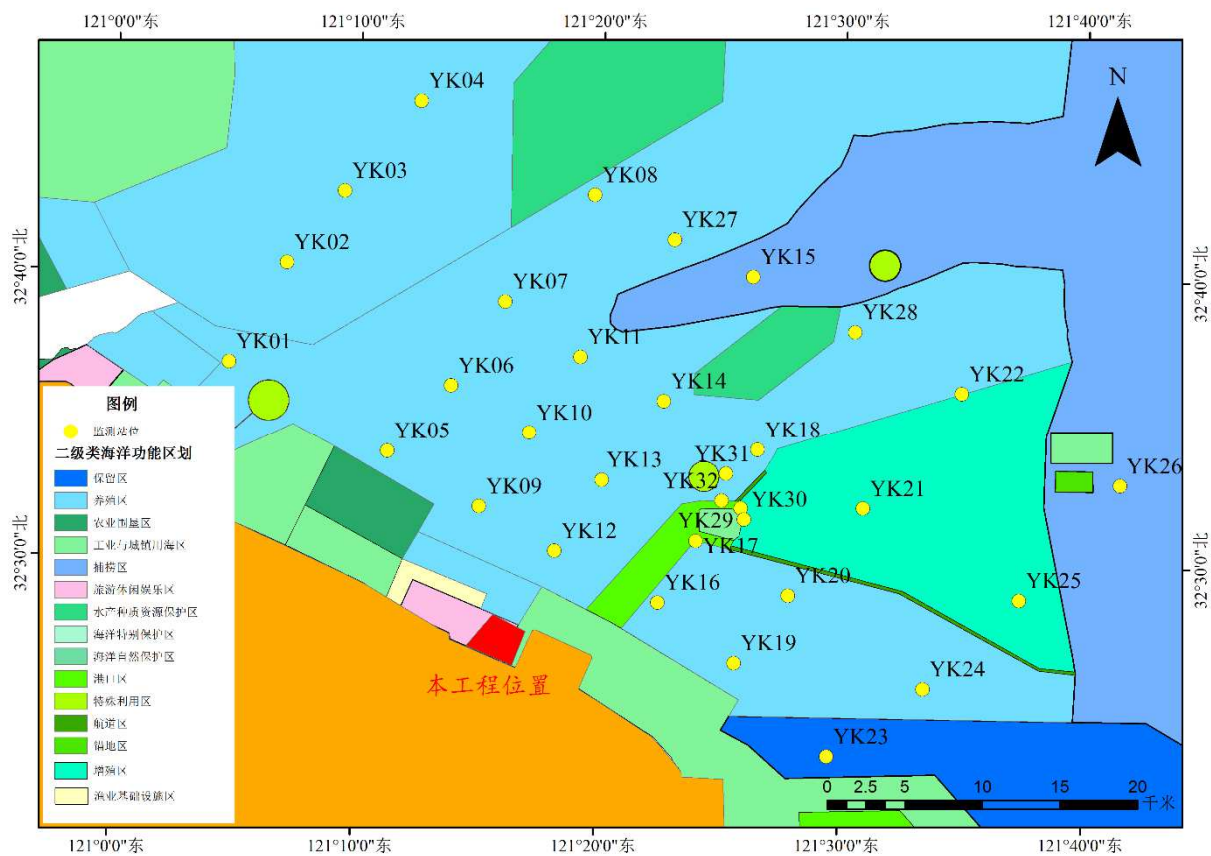 121°0'0"东
121°10'0"东
121°20'0"东
121°30'0"东
121°40'0"东
N
YK04
YK03
YK08
YK27
YK02
YK15
32°40'0"北
32°40'0"北
YK07
YK28
YK01
YK11
YK06
YK22
YK14
YK10
YK05
YK18
YK31
YK13
YK26
YK32
YK09
YK30
YK21
YK29
YK12
YK17
32°30'0"北
32°30'0"北
YK16
YK20
YK25
YK19
YK24
本工程位置
YK23
图例
监测站位
二级类海洋功能区划
保留区
养殖区
农业围垦区
工业与城镇用海区
捕捞区
旅游休闲娱乐区
水产种质资源保护区
海洋特别保护区
海洋自然保护区
港口区
特殊利用区
航道区
锚地区
增殖区
渔业基础设施区
0 2.5 5 10 15 20
千米
121°0'0"东
121°10'0"东
121°20'0"东
121°30'0"东
121°40'0"东